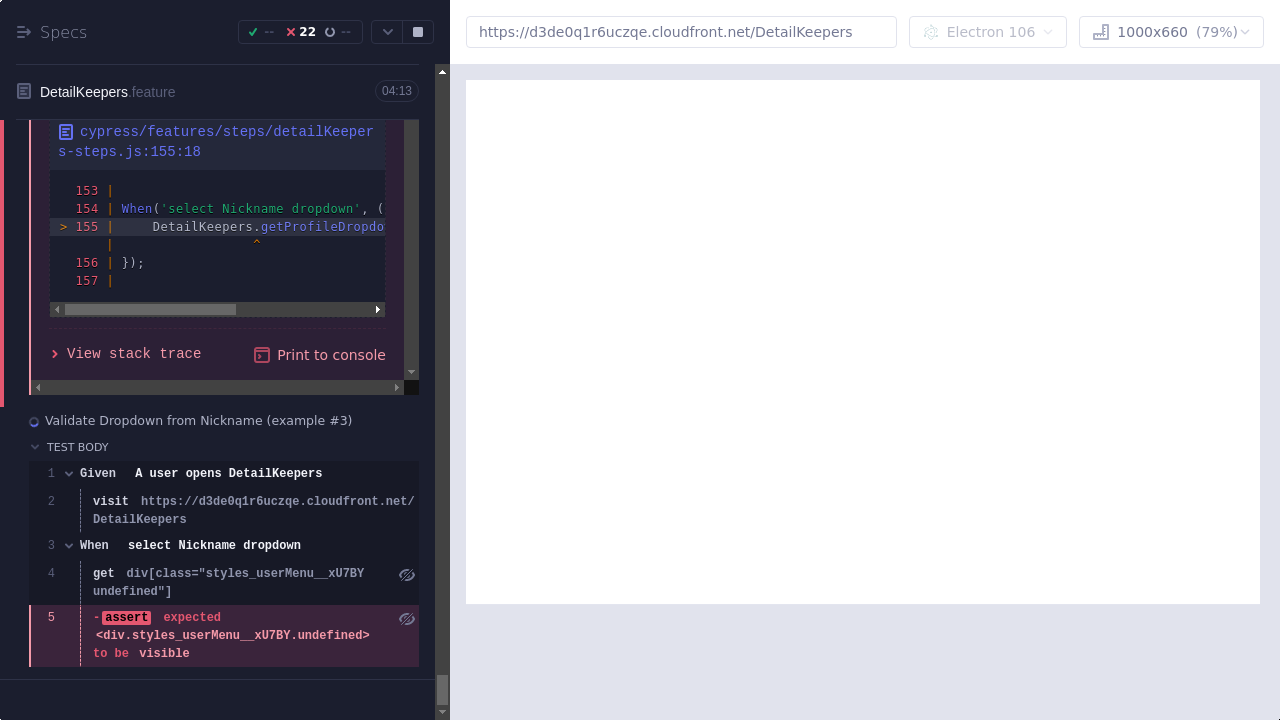 Specs
--
22
--
https://d3de0q1r6uczqe.cloudfront.net/DetailKeepers
Electron 106
1000x660 (79%)
DetailKeepers.feature
04:13
cypress/features/steps/detailKeeper
s-steps.js:155:18
153 |
154 | When('select Nickname dropdown', (
> 155 |     DetailKeepers.getProfileDropdo
|                  ^
156 | });
157 |
View stack trace
Print to console
Validate Dropdown from Nickname (example #3)
TEST BODY
1 Given A user opens DetailKeepers
2 visit https://d3de0q1r6uczqe.cloudfront.net/
DetailKeepers
3 When select Nickname dropdown
4 get div[class="styles_userMenu__xU7BY
undefined"]
5 -assert expected
<div.styles_userMenu__xU7BY.undefined>
to be visible